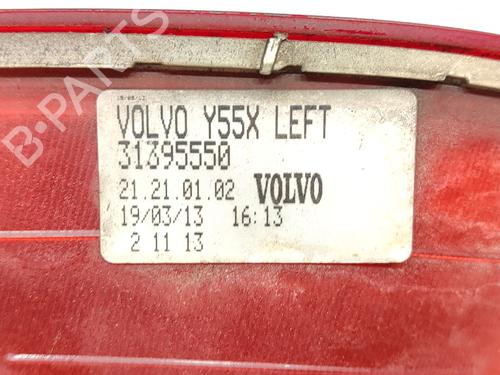 B-PARTS
VOLVO Y55X LEFT
31395550
21.21.01.02 VOLVO
19/03/13 16:13
2 11 13